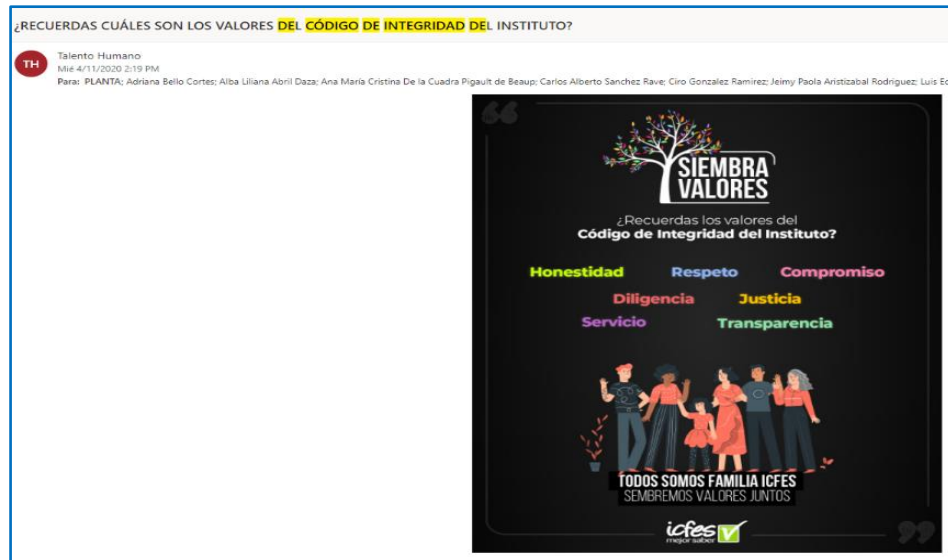 ¿RECUERDAS CUÁLES SON LOS VALORES DEL CÓDIGO DE INTEGRIDAD DEL INSTITUTO?
TH
Talento Humano
Mié 4/11/2020 2:19 PM
Para: PLANTA; Adriana Bello Cortes; Alba Liliana Abril Daza; Ana María Cristina De la Cuadra Pigault de Beaup; Carlos Alberto Sanchez Rave; Ciro Gonzalez Ramirez; Jeimy Paola Aristizabal Rodriguez; Luis Ed
SIEMBRA
VALORES
¿Recuerdas los valores del
Código de Integridad del Instituto?
Honestidad Respeto Compromiso
Diligencia Justicia
Servicio Transparencia
TODOS SOMOS FAMILIA ICFES
SEMBREMOS VALORES JUNTOS
icfes
mejor saber